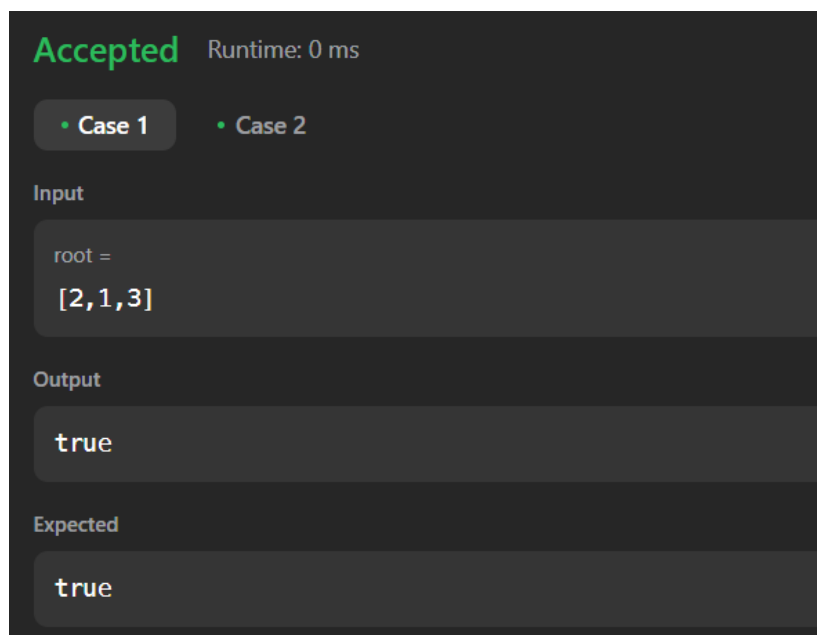 Accepted Runtime: 0 ms
• Case 1 • Case 2
Input
root =
[2,1,3]
Output
true
Expected
true